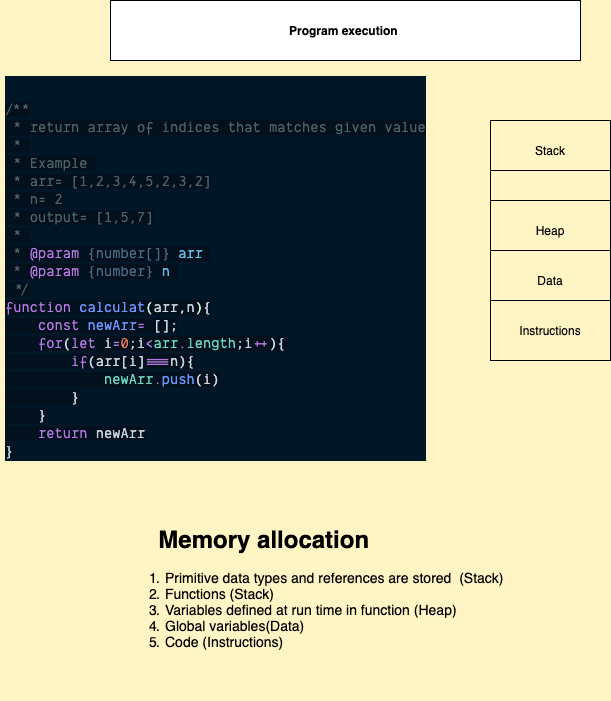 Program execution
/**
* return array of indices that matches given value
*
* Example
* arr= [1,2,3,4,5,2,3,2]
* n= 2
* output= [1,5,7]
*
* @param {number[]} arr
* @param {number} n
*/
function calculat(arr,n){
const newArr= [];
for(let i=0;i<arr.length;i++){
if(arr[i]===n){
newArr.push(i)
}
}
return newArr
}
Stack
Heap
Data
Instructions
Memory allocation
1. Primitive data types and references are stored (Stack)
2. Functions (Stack)
3. Variables defined at run time in function (Heap)
4. Global variables(Data)
5. Code (Instructions)